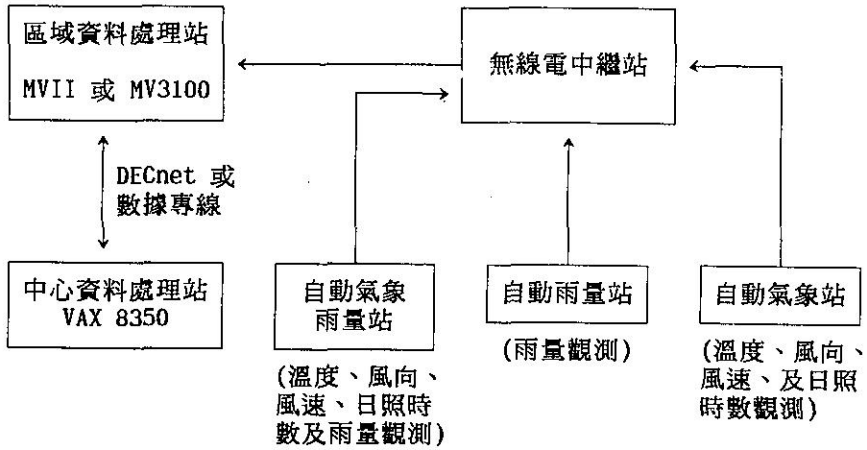 區域資料處理站
MVII 或 MV3100
無線電中繼站
DECnet 或
數據專線
中心資料處理站
VAX 8350
自動氣象
雨量站
(溫度、風向、
風速、日照時
數及雨量觀測)
自動雨量站
(雨量觀測)
自動氣象站
(溫度、風向、
風速、及日照
時數觀測)